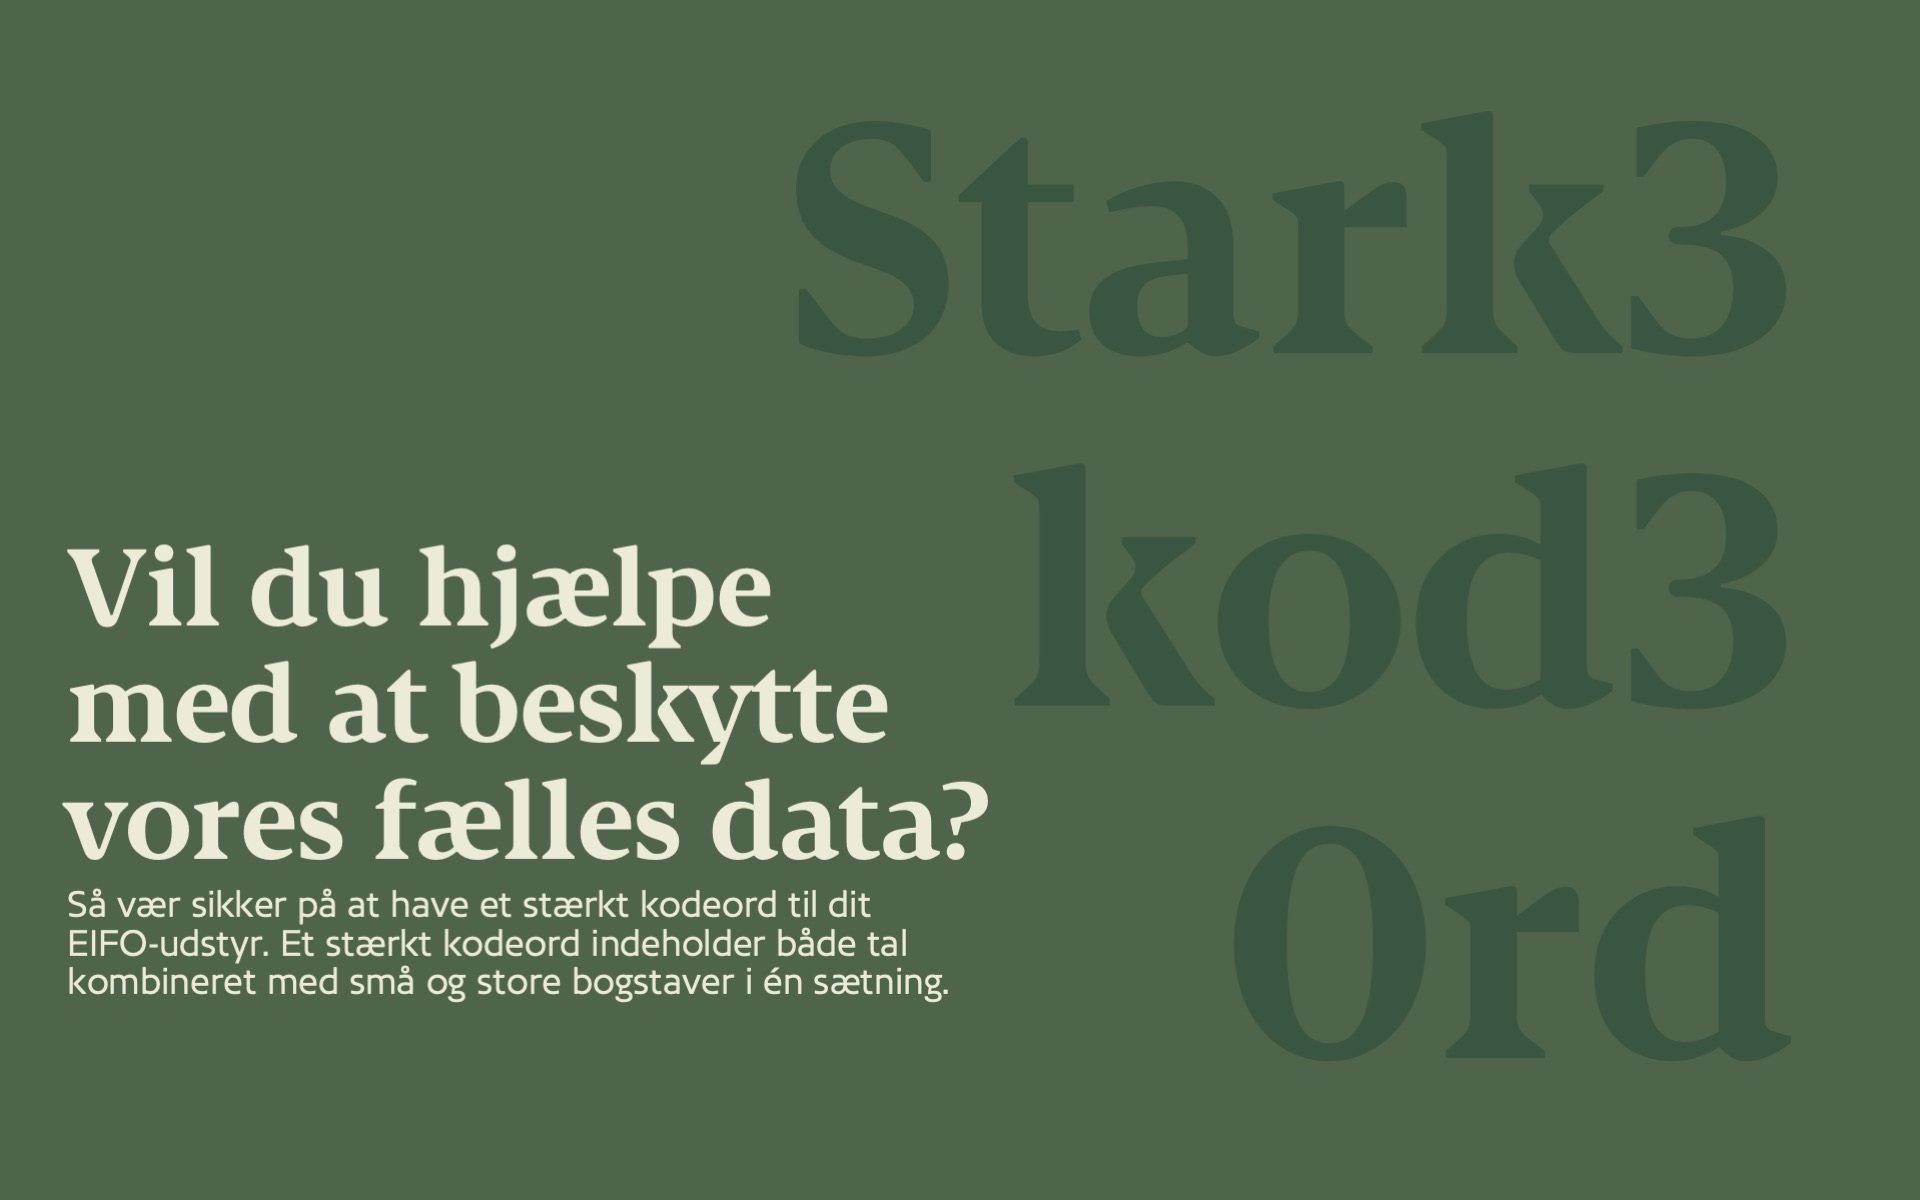 Stark3
kod3
0rd
Vil du hjælpe
med at beskytte
vores fælles data?
Så vær sikker på at have et stærkt kodeord til dit
EIFO-udstyr. Et stærkt kodeord indeholder både tal
kombineret med små og store bogstaver i én sætning.